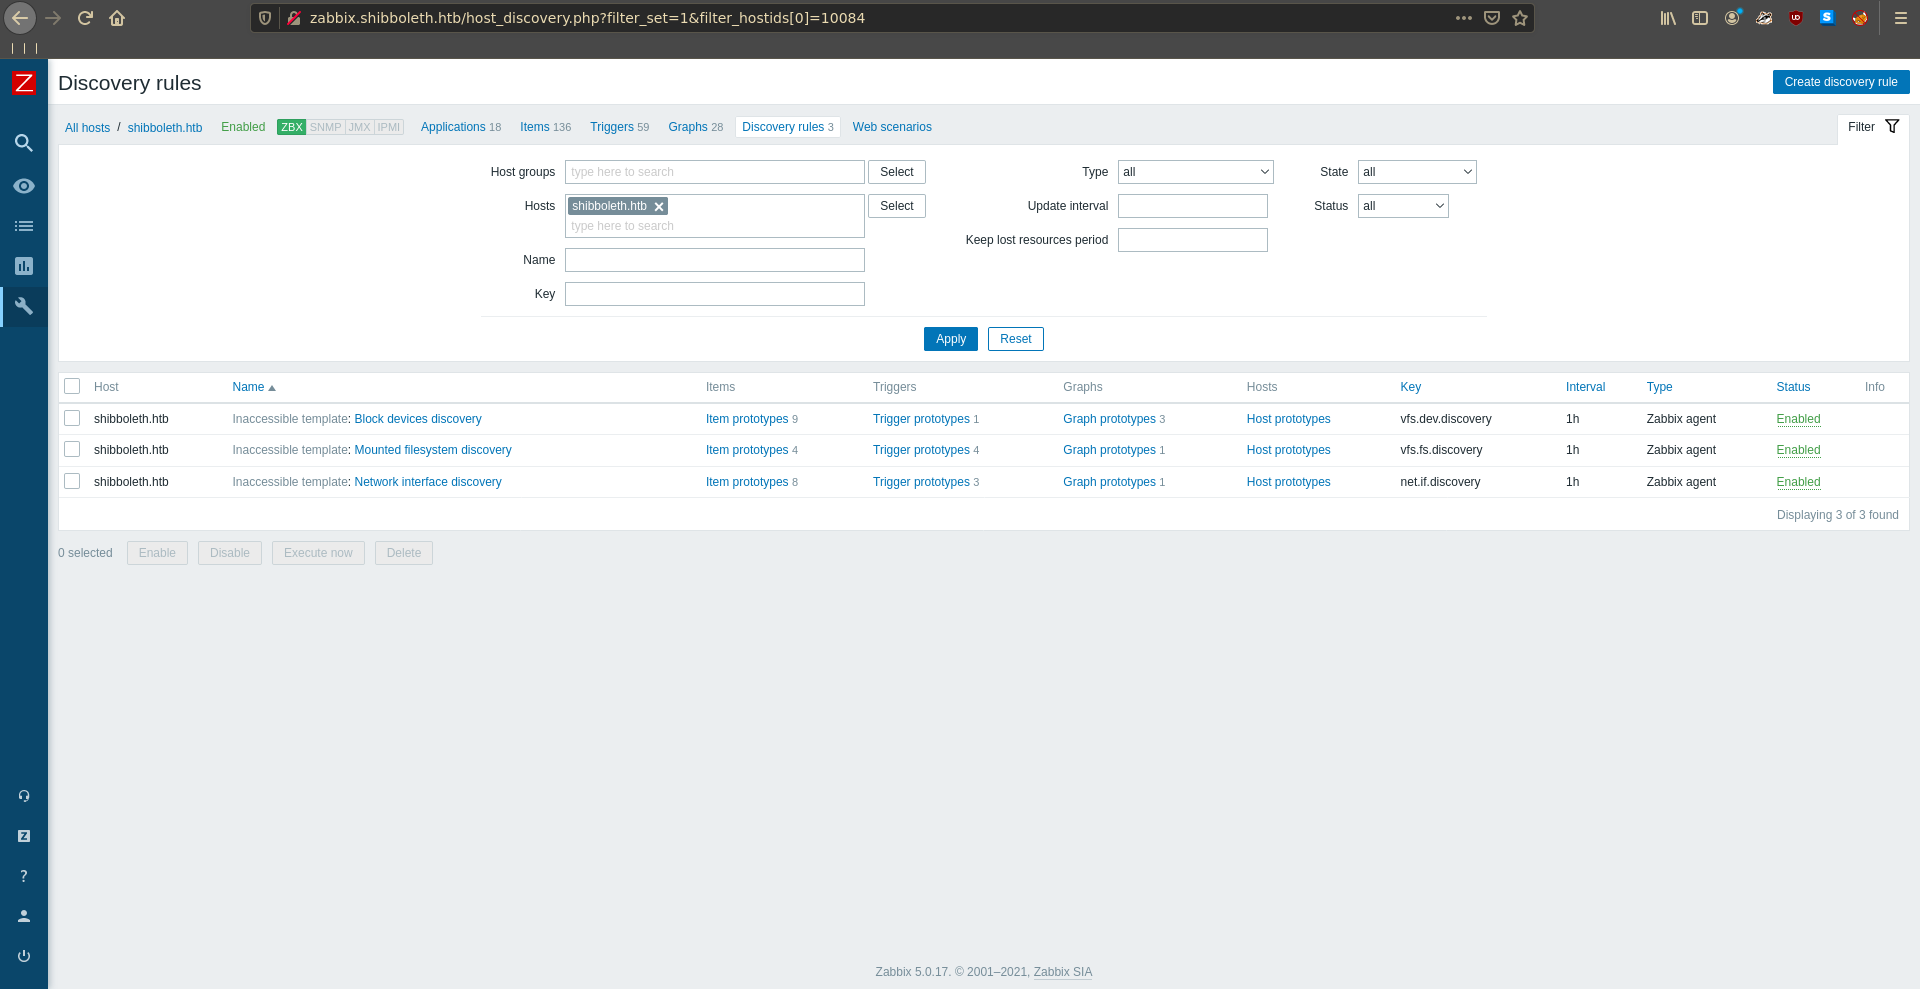 zabbix.shibboleth.htb/host_discovery.php?filter_set=1&filter_hostids[0]=10084
Discovery rules
Create discovery rule
All hosts / shibboleth.htb Enabled ZBX SNMP JMX IPMI Applications 18 Items 136 Triggers 59 Graphs 28 Discovery rules 3 Web scenarios Filter
Host groups type here to search Select Type all State all
Hosts shibboleth.htb Select Update interval Status all
type here to search
Keep lost resources period
Name
Key
Apply Reset
Host Name Items Triggers Graphs Hosts Key Interval Type Status Info
shibboleth.htb Inaccessible template: Block devices discovery Item prototypes 9 Trigger prototypes 1 Graph prototypes 3 Host prototypes vfs.dev.discovery 1h Zabbix agent Enabled
shibboleth.htb Inaccessible template: Mounted filesystem discovery Item prototypes 4 Trigger prototypes 4 Graph prototypes 1 Host prototypes vfs.fs.discovery 1h Zabbix agent Enabled
shibboleth.htb Inaccessible template: Network interface discovery Item prototypes 8 Trigger prototypes 3 Graph prototypes 1 Host prototypes net.if.discovery 1h Zabbix agent Enabled
Displaying 3 of 3 found
0 selected Enable Disable Execute now Delete
Zabbix 5.0.17. © 2001–2021, Zabbix SIA